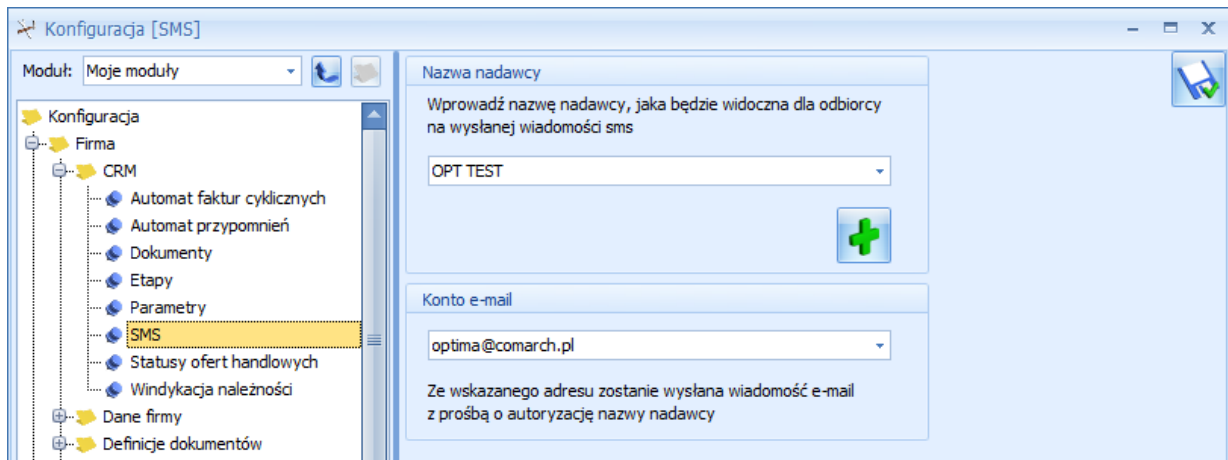 Konfiguracja [SMS]
Moduł: Moje moduły
Konfiguracja
Firma
CRM
Automat faktur cyklicznych
Automat przypomnień
Dokumenty
Etapy
Parametry
SMS
Statusy ofert handlowych
Windykacja należności
Dane firmy
Definicje dokumentów
Nazwa nadawcy
Wprowadź nazwę nadawcy, jaka będzie widoczna dla odbiorcy
na wysłanej wiadomości sms
OPT TEST
Konto e-mail
optima@comarch.pl
Ze wskazanego adresu zostanie wysłana wiadomość e-mail
z prośbą o autoryzację nazwy nadawcy